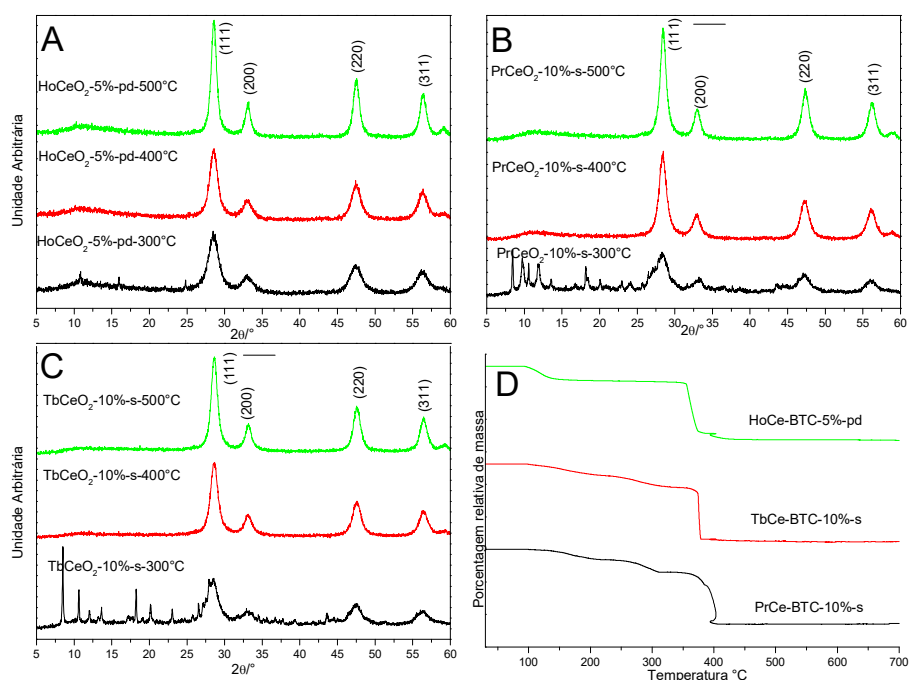 A
Unidade Arbitrária
(111)
(200)
(220)
(311)
HoCeO2-5%-pd-500°C
HoCeO2-5%-pd-400°C
HoCeO2-5%-pd-300°C
5 10 15 20 25 30 35 40 45 50 55 60
2θ/°
B
(111)
(200)
(220)
(311)
PrCeO2-10%-s-500°C
PrCeO2-10%-s-400°C
PrCeO2-10%-s-300°C
5 10 15 20 25 30 35 40 45 50 55 60
2θ/°
C
Unidade Arbitrária
(111)
(200)
(220)
(311)
TbCeO2-10%-s-500°C
TbCeO2-10%-s-400°C
TbCeO2-10%-s-300°C
5 10 15 20 25 30 35 40 45 50 55 60
2θ/°
D
Porcentagem relativa de massa
HoCe-BTC-5%-pd
TbCe-BTC-10%-s
PrCe-BTC-10%-s
100 200 300 400 500 600 700
Temperatura °C